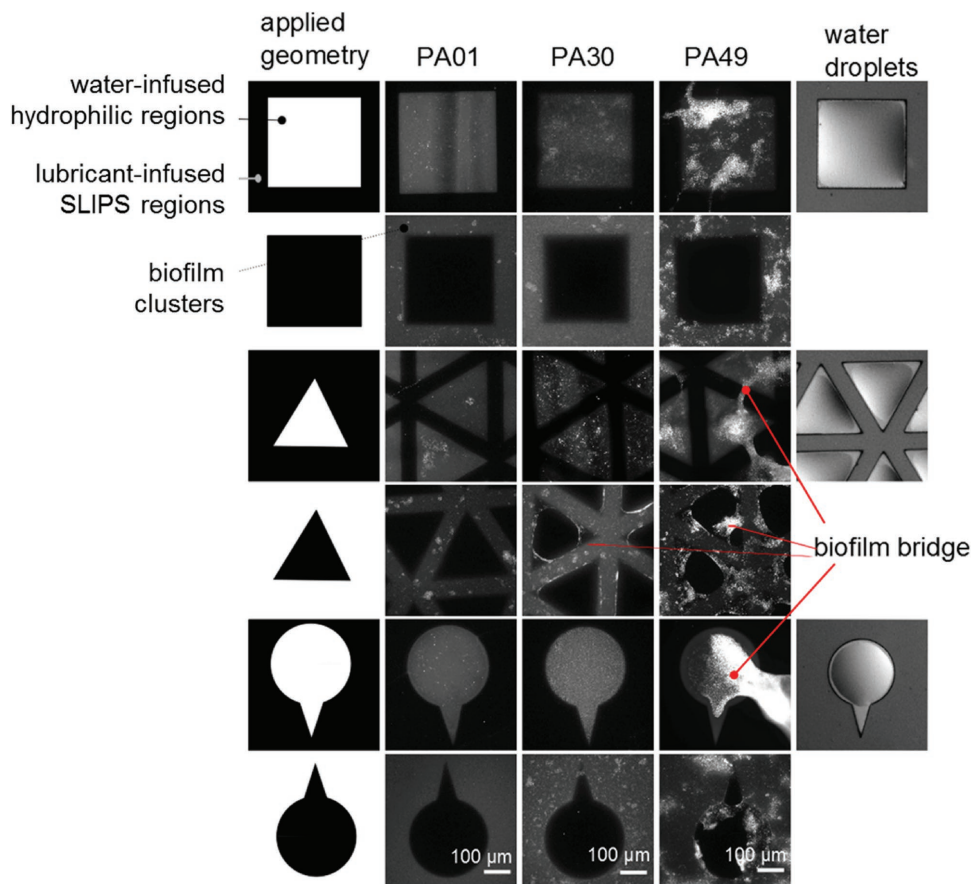 applied
geometry
PA01
PA30
PA49
water
droplets
water-infused
hydrophilic regions
lubricant-infused
SLIPS regions
biofilm
clusters
biofilm bridge
100 µm
100 µm
100 µm